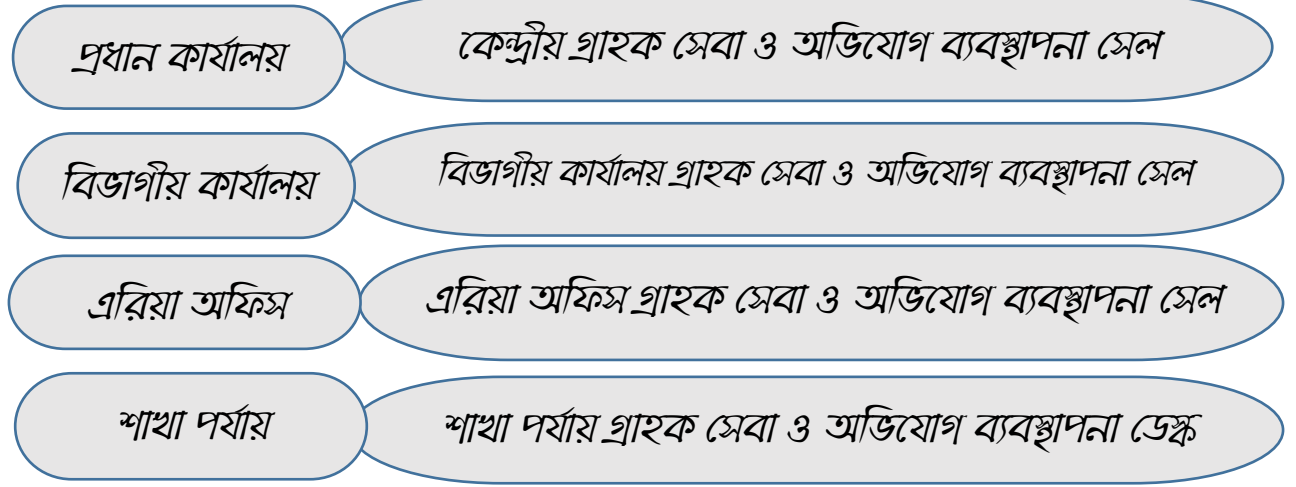 প্রধান কার্যালয়
কেন্দ্রীয় গ্রাহক সেবা ও অভিযোগ ব্যবস্থাপনা সেল
বিভাগীয় কার্যালয়
বিভাগীয় কার্যালয় গ্রাহক সেবা ও অভিযোগ ব্যবস্থাপনা সেল
এরিয়া অফিস
এরিয়া অফিস গ্রাহক সেবা ও অভিযোগ ব্যবস্থাপনা সেল
শাখা পর্যায়
শাখা পর্যায় গ্রাহক সেবা ও অভিযোগ ব্যবস্থাপনা ডেস্ক